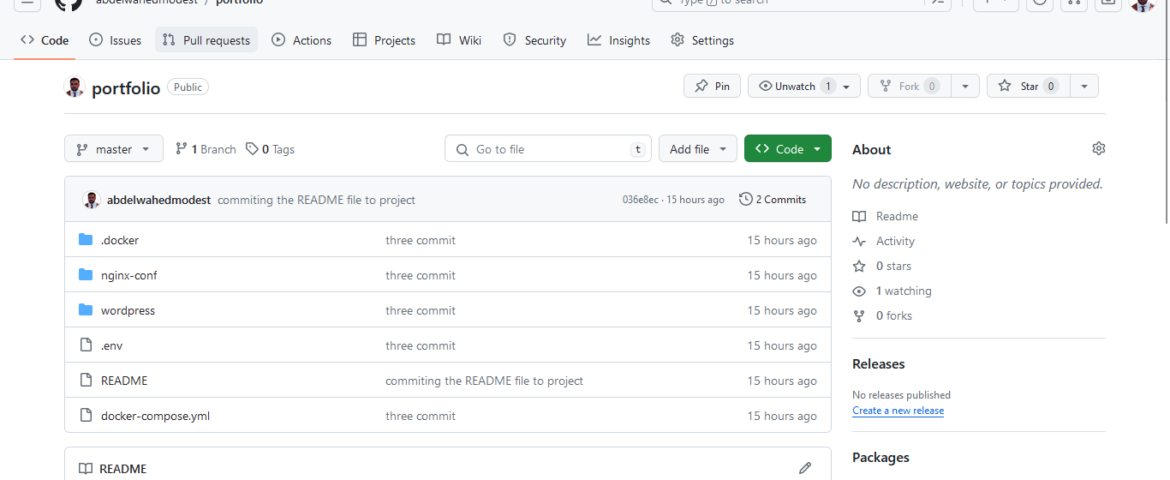 abdelwahedmodest / portfolio Type / to search
Code Issues Pull requests Actions Projects Wiki Security Insights Settings
portfolio Public Pin Unwatch 1 Fork 0 Star 0
master 1 Branch 0 Tags Go to file t Add file Code About
No description, website, or topics provided.
abdelwahedmodest commiting the README file to project 036e8ec · 15 hours ago 2 Commits
Readme
.docker three commit 15 hours ago
Activity
0 stars
nginx-conf three commit 15 hours ago
1 watching
wordpress three commit 15 hours ago
0 forks
.env three commit 15 hours ago
Releases
README commiting the README file to project 15 hours ago
No releases published
docker-compose.yml three commit 15 hours ago
Create a new release
Packages
README